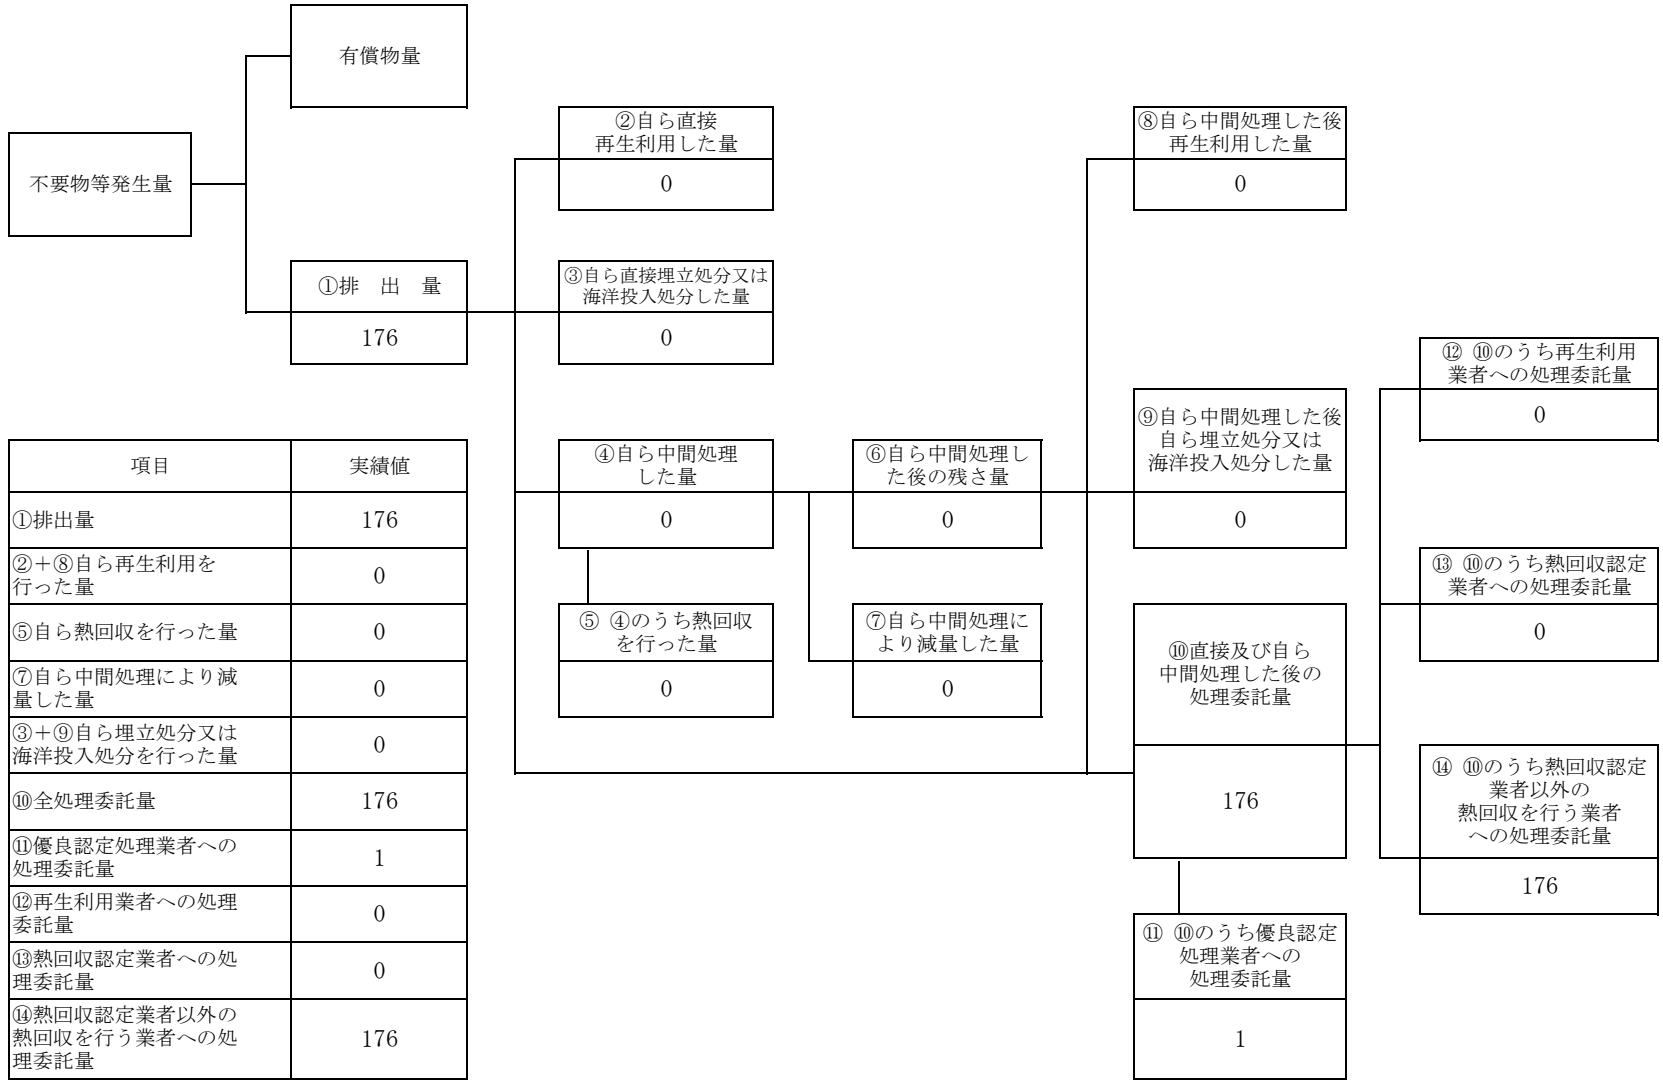 有償物量
不要物等発生量
①排　出　量
176
②自ら直接
再生利用した量
0
③自ら直接埋立処分又は
海洋投入処分した量
0
④自ら中間処理
した量
0
⑤ ④のうち熱回収
を行った量
0
⑥自ら中間処理し
た後の残さ量
0
⑦自ら中間処理に
より減量した量
0
⑧自ら中間処理した後
再生利用した量
0
⑨自ら中間処理した後
自ら埋立処分又は
海洋投入処分した量
0
⑩直接及び自ら
中間処理した後の
処理委託量
176
⑪ ⑩のうち優良認定
処理業者への
処理委託量
1
⑫ ⑩のうち再生利用
業者への処理委託量
0
⑬ ⑩のうち熱回収認定
業者への処理委託量
0
⑭ ⑩のうち熱回収認定
業者以外の
熱回収を行う業者
への処理委託量
176
項目 実績値
①排出量 176
②＋⑧自ら再生利用を
行った量 0
⑤自ら熱回収を行った量 0
⑦自ら中間処理により減
量した量 0
③＋⑨自ら埋立処分又は
海洋投入処分を行った量 0
⑩全処理委託量 176
⑪優良認定処理業者への
処理委託量 1
⑫再生利用業者への処理
委託量 0
⑬熱回収認定業者への処
理委託量 0
⑭熱回収認定業者以外の
熱回収を行う業者への処
理委託量 176